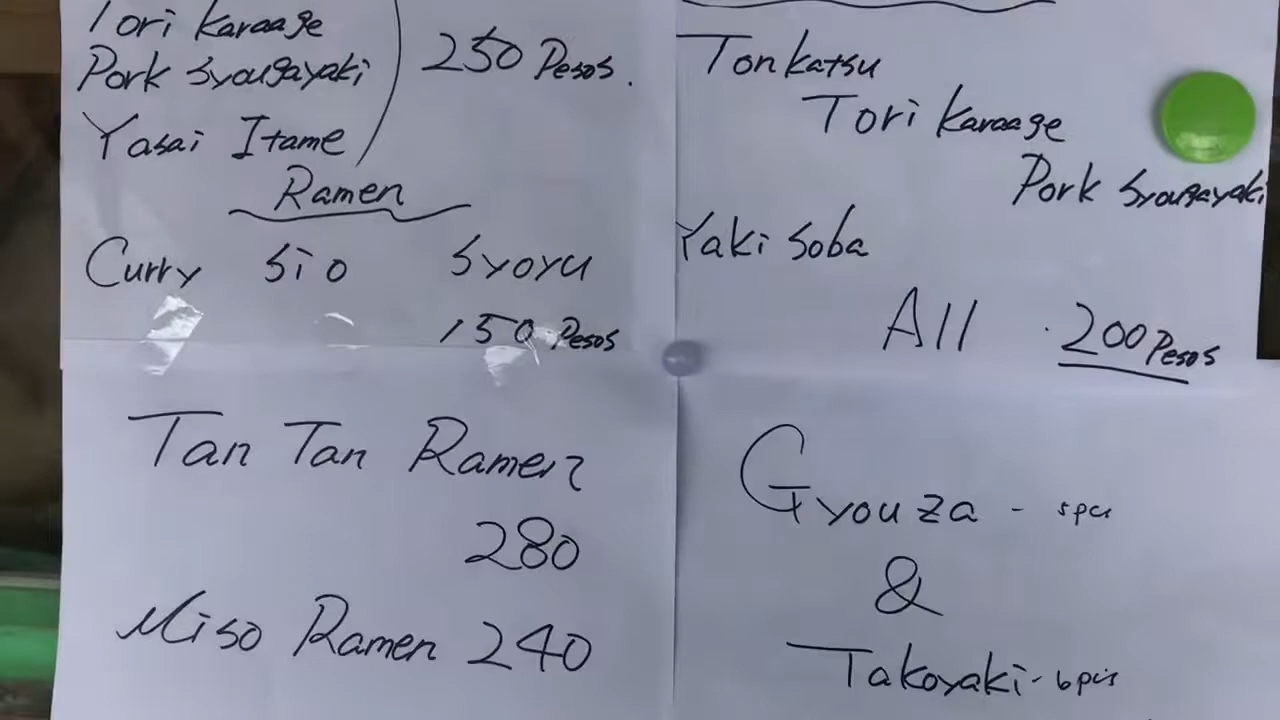 Tori Karaage
Pork Syougayaki
Yasai Itame
250 Pesos.
Ramen
Curry Sio Syoyu
150 Pesos
Tonkatsu
Tori Karaage
Pork Syougayaki
Yaki Soba
All 200 Pesos
Tan Tan Ramen
280
Miso Ramen 240
Gyouza - 5pcs
&
Takoyaki - 6pcs